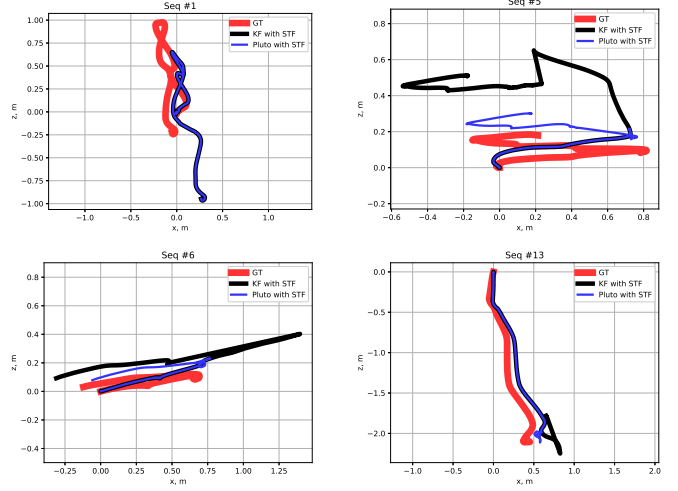 Seq #1
GT
KF with STF
Pluto with STF
1.00
0.75
0.50
0.25
0.00
−0.25
−0.50
−0.75
−1.00
z, m
−1.0
−0.5
0.0
0.5
1.0
x, m
Seq #5
GT
KF with STF
Pluto with STF
0.8
0.6
0.4
0.2
0.0
−0.2
z, m
−0.6
−0.4
−0.2
0.0
0.2
0.4
0.6
0.8
x, m
Seq #6
GT
KF with STF
Pluto with STF
0.8
0.6
0.4
0.2
0.0
−0.2
−0.4
z, m
−0.25
0.00
0.25
0.50
0.75
1.00
1.25
x, m
Seq #13
GT
KF with STF
Pluto with STF
0.0
−0.5
−1.0
−1.5
−2.0
z, m
−1.0
−0.5
0.0
0.5
1.0
1.5
2.0
x, m